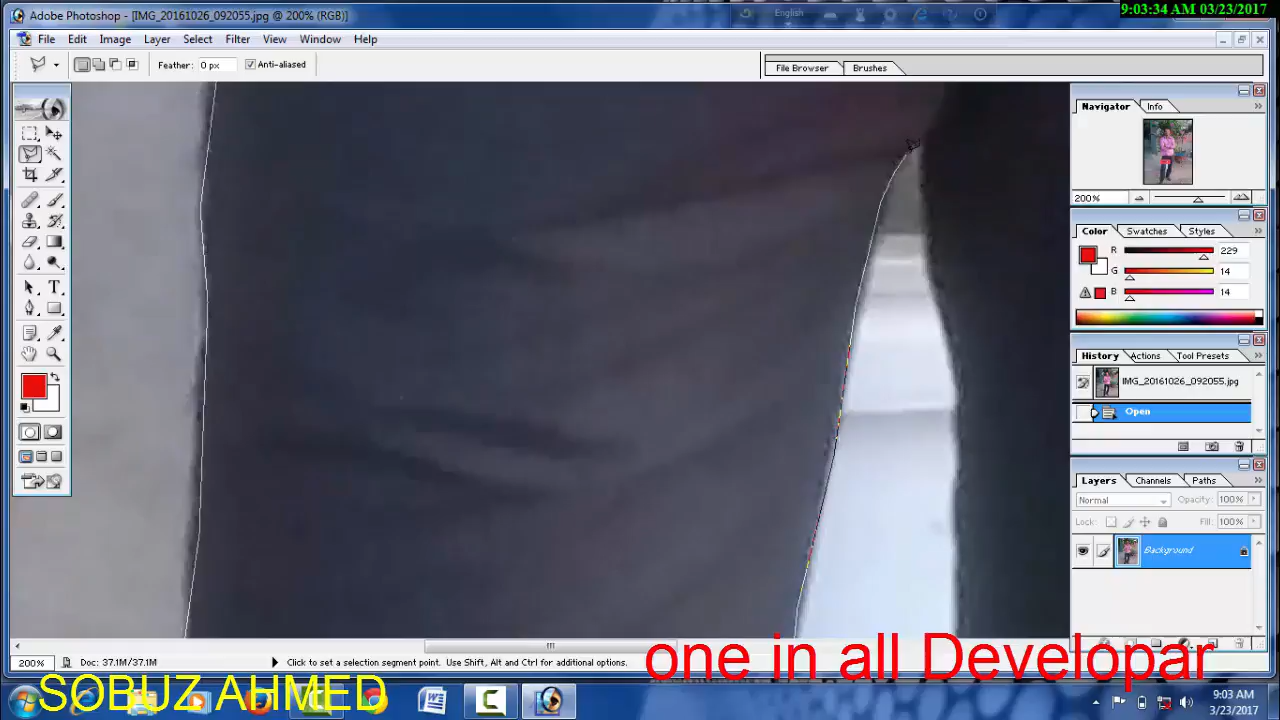 9:03:34 AM 03/23/2017
English
Adobe Photoshop - [IMG_20161026_092055.jpg @ 200% (RGB)]
File Edit Image Layer Select Filter View Window Help
Feather: 0 px Anti-aliased
File Browser Brushes
Navigator Info
200%
Color Swatches Styles
R 229
G 14
B 14
History Actions Tool Presets
IMG_20161026_092055.jpg
Open
Layers Channels Paths
Normal Opacity: 100%
Lock: Fill: 100%
Background
200% Doc: 37.1M/37.1M Click to set a selection segment point. Use Shift, Alt and Ctrl for additional options.
one in all Developar
SOBUZ AHMED
9:03 AM
3/23/2017